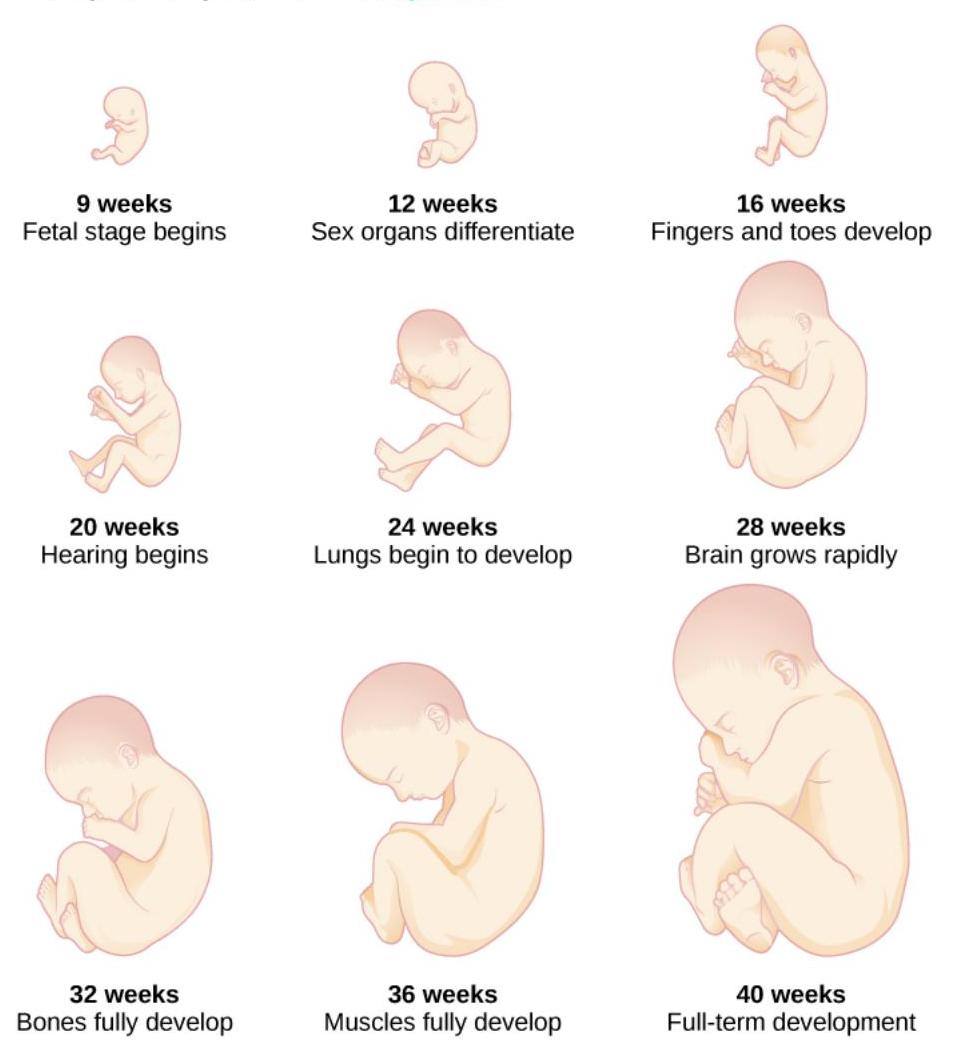 9 weeks
Fetal stage begins
12 weeks
Sex organs differentiate
16 weeks
Fingers and toes develop
20 weeks
Hearing begins
24 weeks
Lungs begin to develop
28 weeks
Brain grows rapidly
32 weeks
Bones fully develop
36 weeks
Muscles fully develop
40 weeks
Full-term development